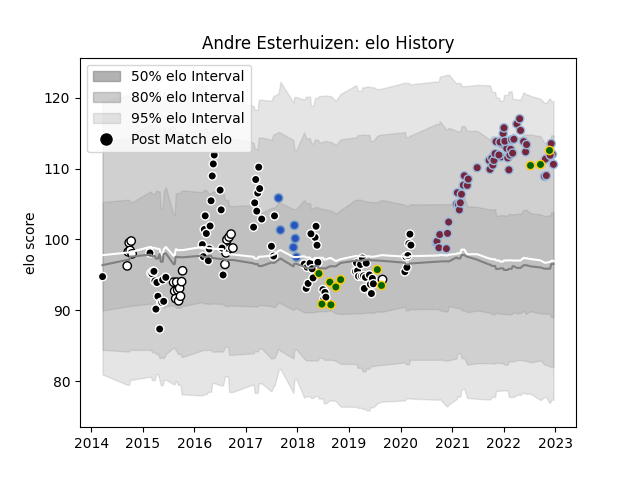 Andre Esterhuizen: elo History
50% elo Interval
80% elo Interval
95% elo Interval
Post Match elo
elo score
120
110
100
90
80
2014 2015 2016 2017 2018 2019 2020 2021 2022 2023